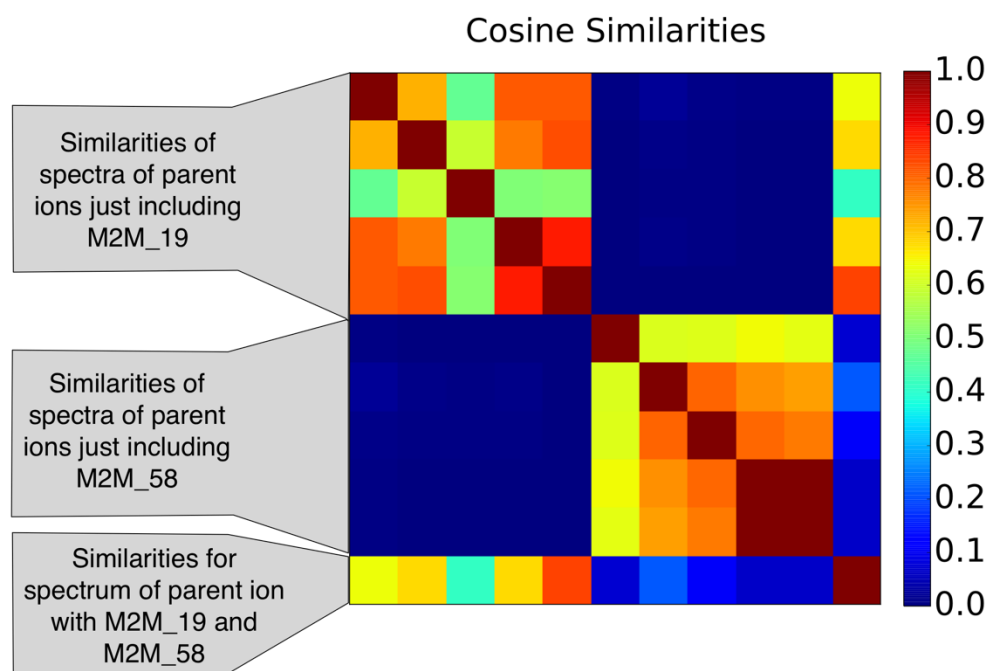 Cosine Similarities
Similarities of
spectra of parent
ions just including
M2M_19
Similarities of
spectra of parent
ions just including
M2M_58
Similarities for
spectrum of parent ion
with M2M_19 and
M2M_58
1.0
0.9
0.8
0.7
0.6
0.5
0.4
0.3
0.2
0.1
0.0